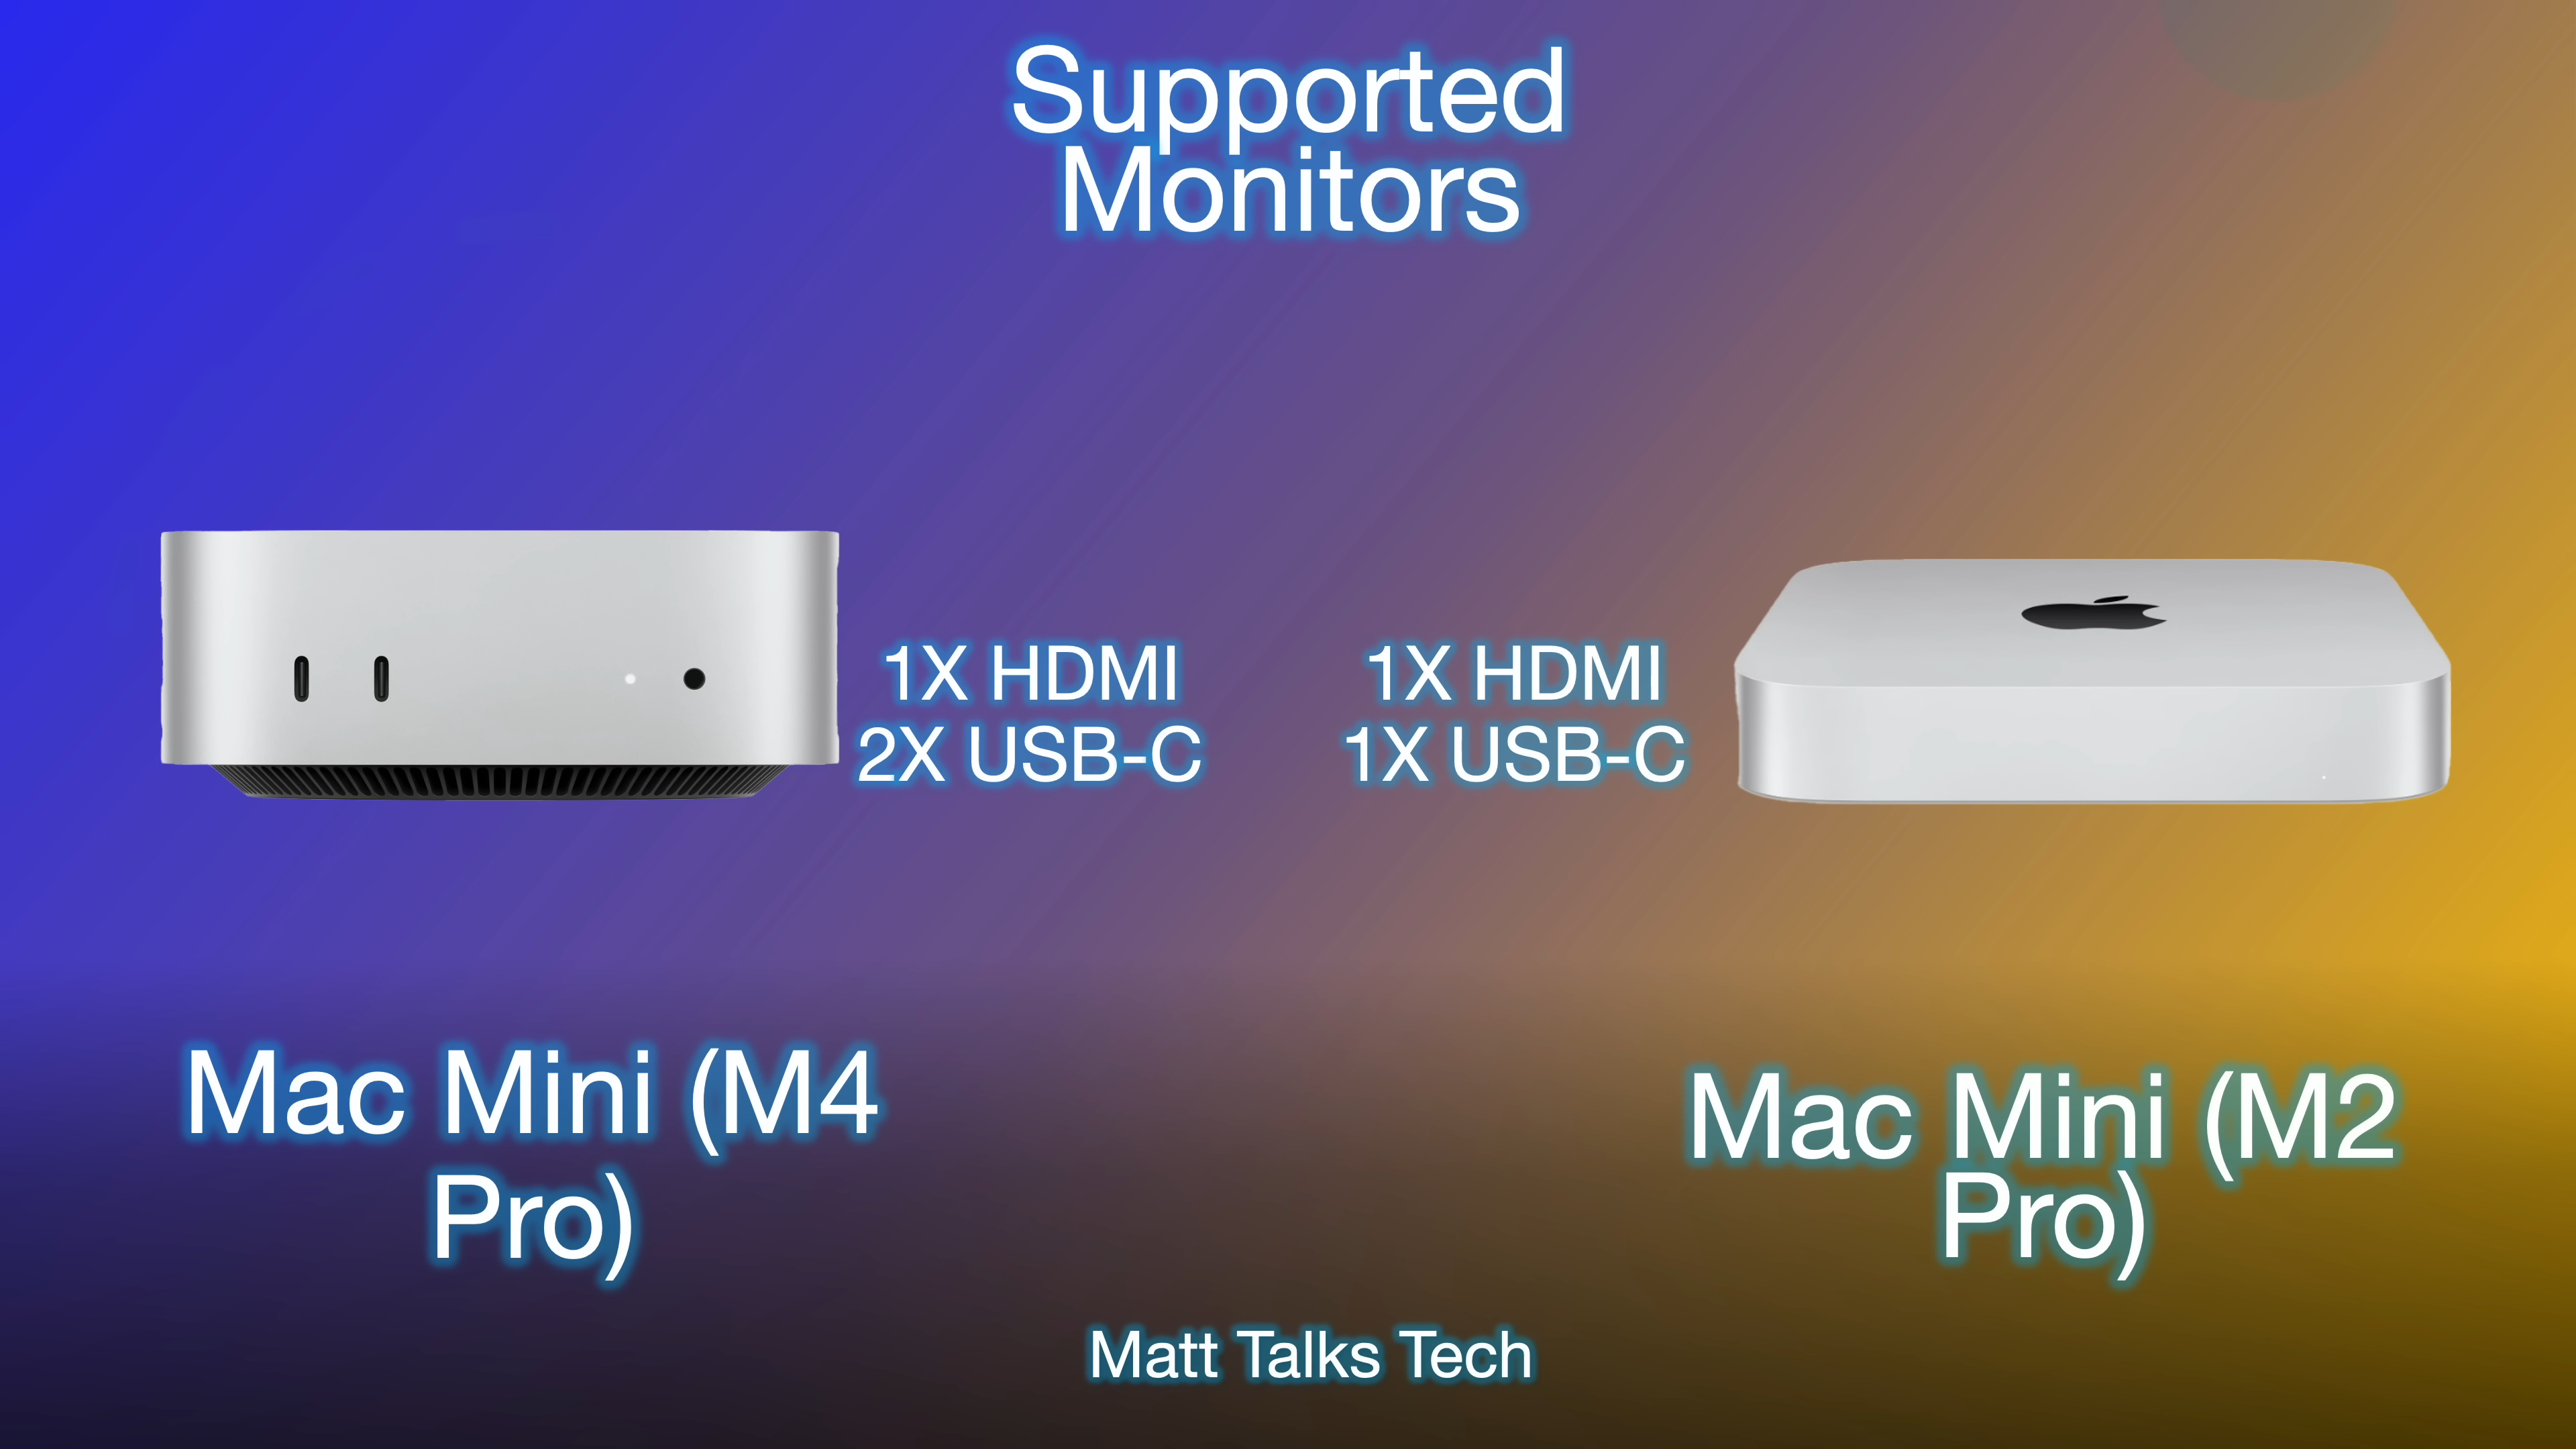 Supported
Monitors
1X HDMI
2X USB-C
1X HDMI
1X USB-C
Mac Mini (M4
Pro)
Mac Mini (M2
Pro)
Matt Talks Tech